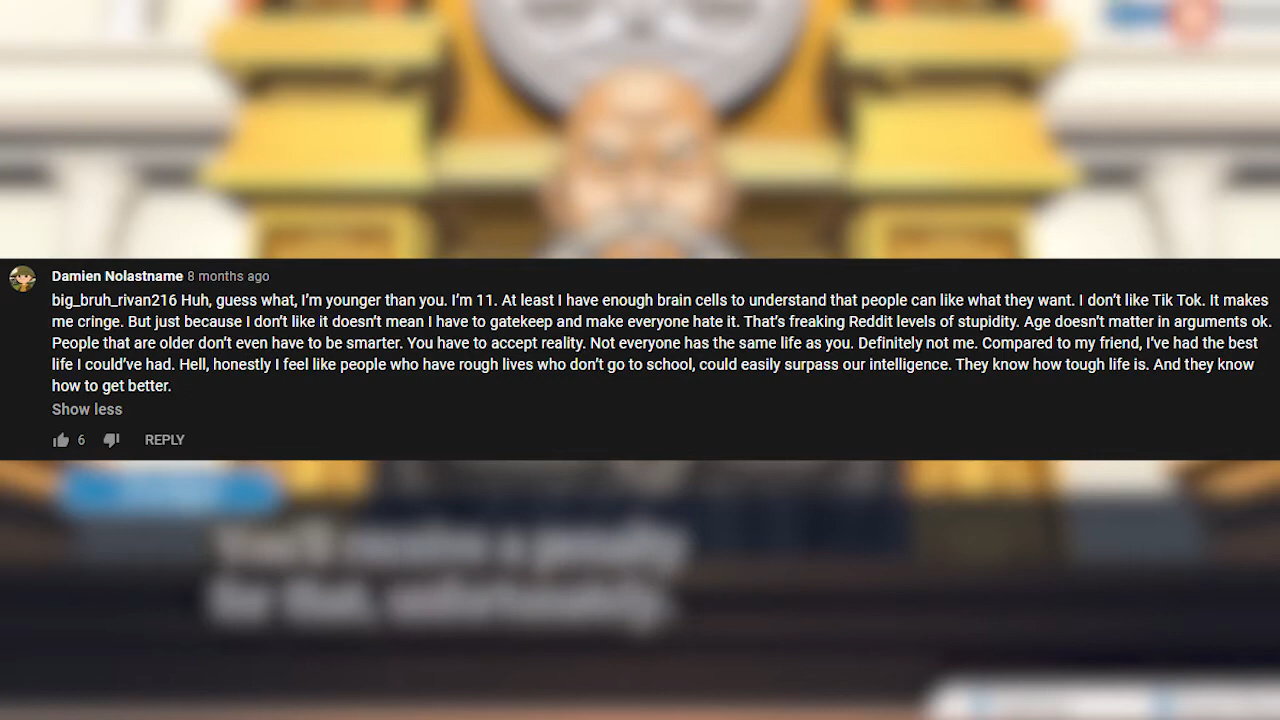 Damien Nolastname 8 months ago
big_bruh_rivan216 Huh, guess what, I’m younger than you. I’m 11. At least I have enough brain cells to understand that people can like what they want. I don’t like Tik Tok. It makes
me cringe. But just because I don’t like it doesn’t mean I have to gatekeep and make everyone hate it. That’s freaking Reddit levels of stupidity. Age doesn’t matter in arguments ok.
People that are older don’t even have to be smarter. You have to accept reality. Not everyone has the same life as you. Definitely not me. Compared to my friend, I’ve had the best
life I could’ve had. Hell, honestly I feel like people who have rough lives who don’t go to school, could easily surpass our intelligence. They know how tough life is. And they know
how to get better.
Show less
6 REPLY
You'll receive a penalty
for that, unfortunately.